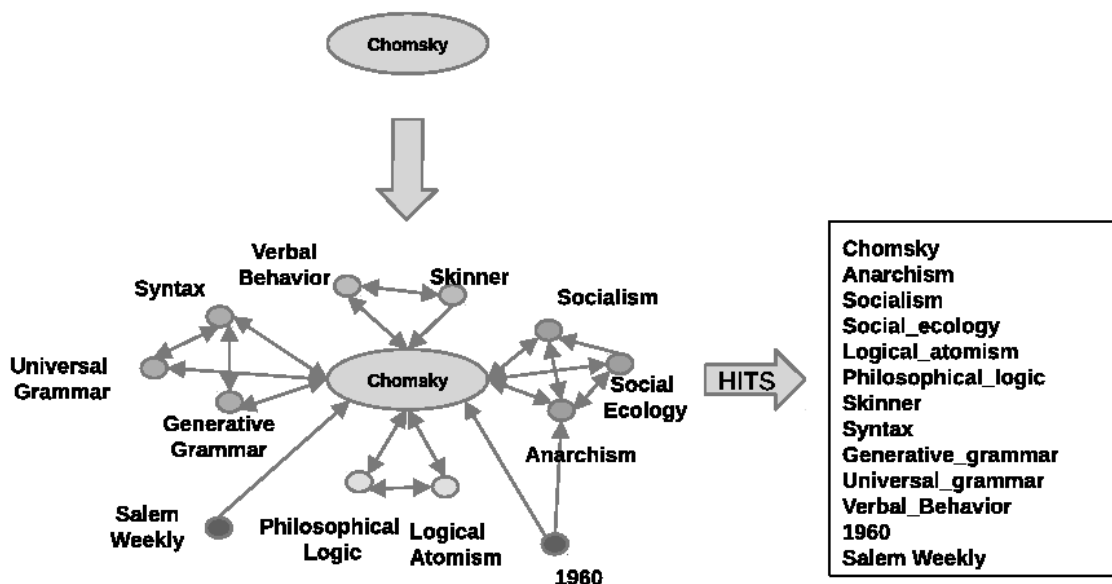 Chomsky
Verbal
Behavior
Skinner
Syntax
Socialism
Universal
Grammar
Chomsky
Social
Ecology
Generative
Grammar
Anarchism
Salem
Weekly
Philosophical
Logic
Logical
Atomism
1960
HITS
Chomsky
Anarchism
Socialism
Social_ecology
Logical_atomism
Philosophical_logic
Skinner
Syntax
Generative_grammar
Universal_grammar
Verbal_Behavior
1960
Salem Weekly